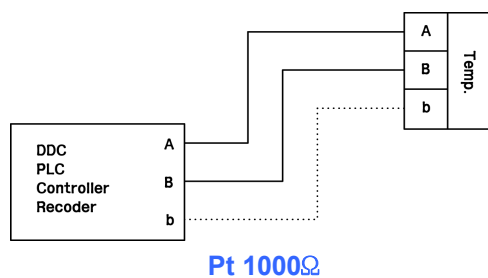 A
B
b
Temp.
DDC
PLC
Controller
Recoder
A
B
b
Pt 1000Ω